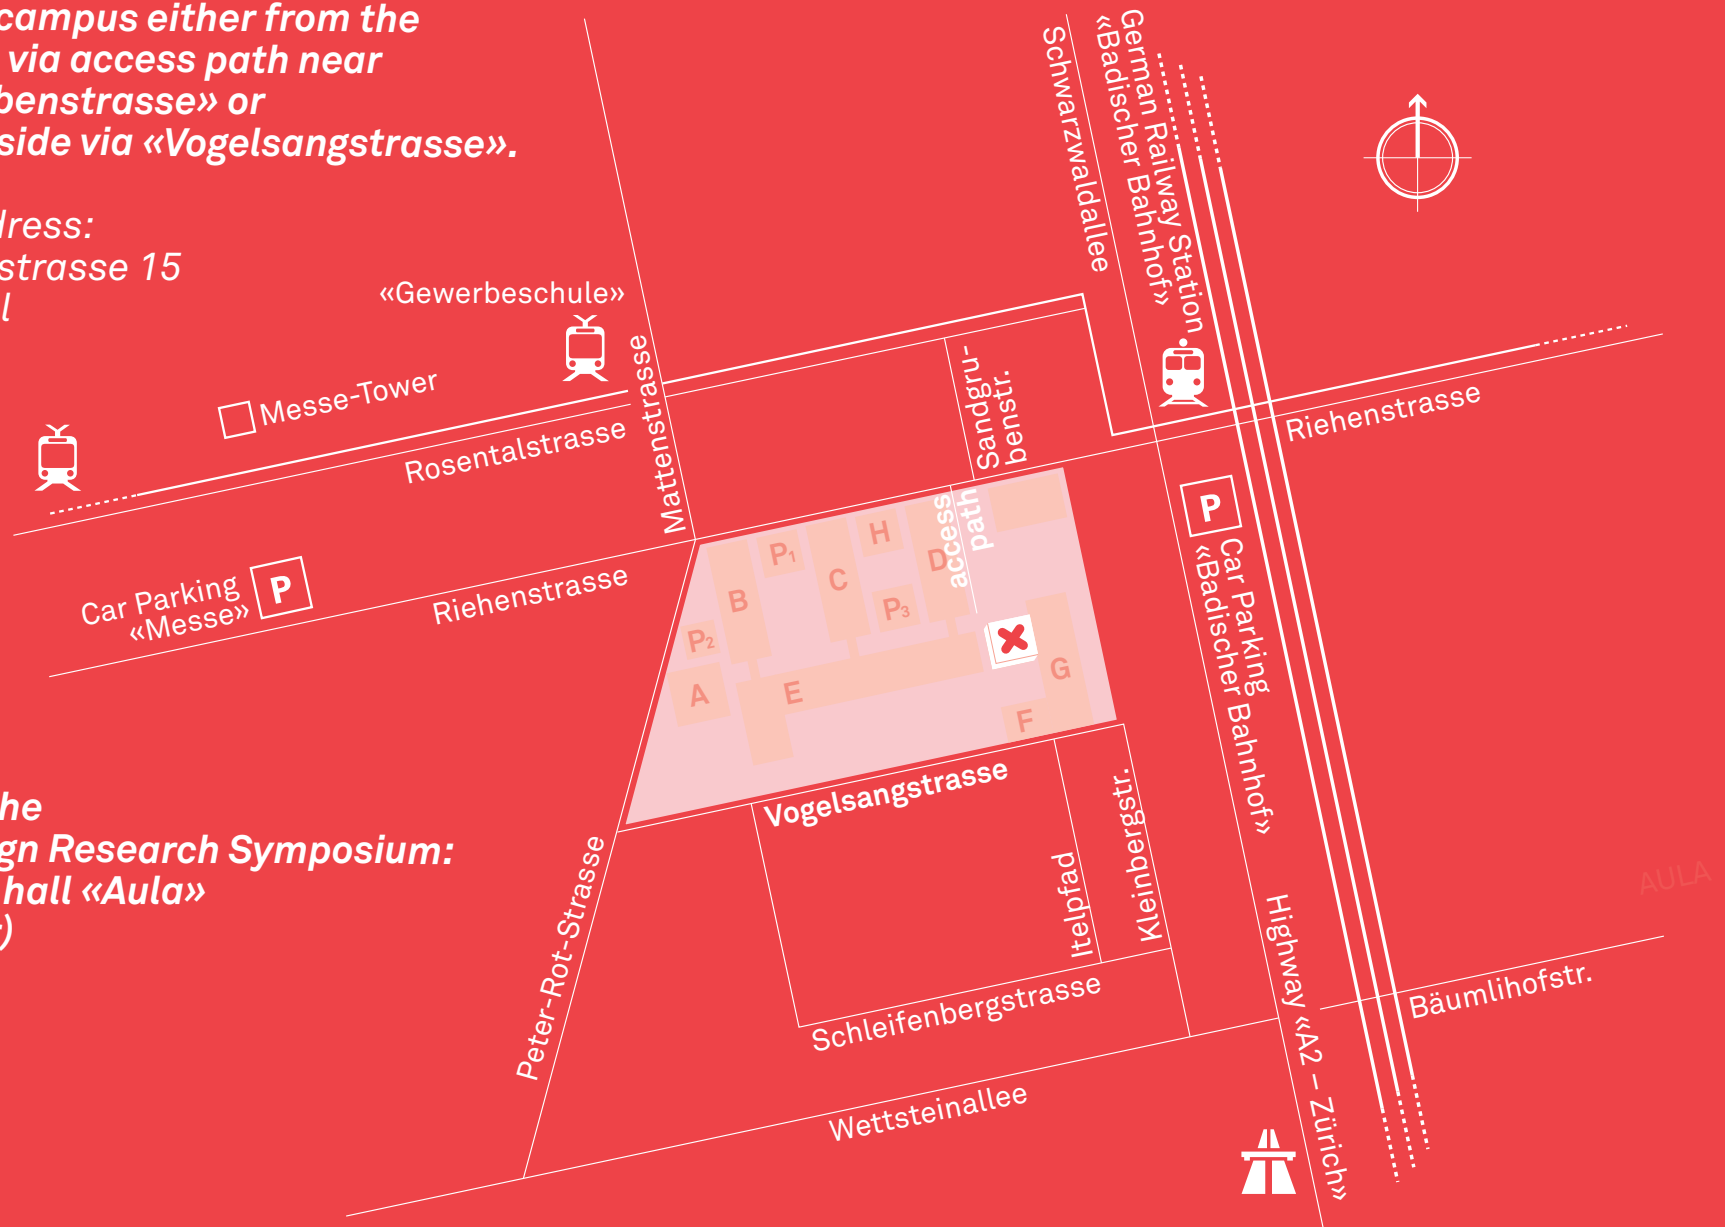 campus either from the
via access path near
benstrasse» or
side via «Vogelsangstrasse».
dress:
strasse 15
l
«Gewerbeschule»
Messe-Tower
Rosentalstrasse
Mattenstrasse
Schwarzwaldallee
German Railway Station
«Badischer Bahnhof»
Sandgru-
benstr.
Riehenstrasse
Car Parking
«Messe»
P
Riehenstrasse
access
path
P
Car Parking
«Badischer Bahnhof»
B
P1
C
H
D
P2
P3
A
E
G
F
Vogelsangstrasse
Peter-Rot-Strasse
Itelpfad
Kleinbergstr.
Schleifenbergstrasse
Wettsteinallee
Highway «A2 – Zürich»
Bäumlihofstr.
AULA
he
gn Research Symposium:
hall «Aula»
)